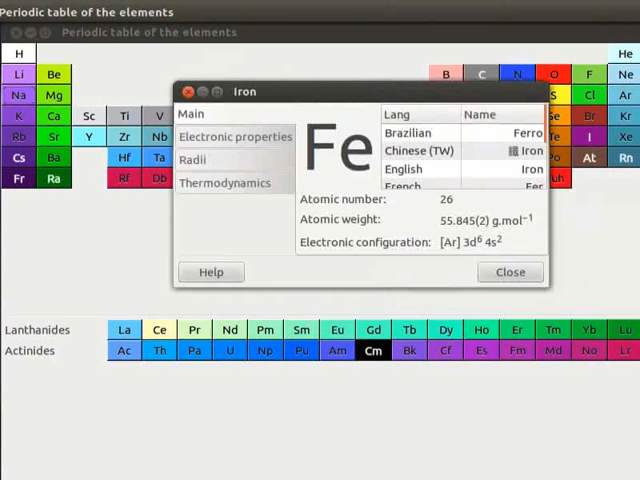 Periodic table of the elements
Periodic table of the elements
H He
Li Be B C N O F Ne
Na Mg S Cl Ar
K Ca Sc Ti V Br Kr
Rb Sr Y Zr Nb I Xe
Cs Ba Hf Ta Po At Rn
Fr Ra Rf Db
Iron
Main
Electronic properties
Radii
Thermodynamics
Fe
Lang Name
Brazilian Ferro
Chinese (TW) 鐵 Iron
English Iron
French Fer
Atomic number: 26
Atomic weight: 55.845(2) g.mol⁻¹
Electronic configuration: [Ar] 3d⁶ 4s²
Help Close
Lanthanides La Ce Pr Nd Pm Sm Eu Gd Tb Dy Ho Er Tm Yb Lu
Actinides Ac Th Pa U Np Pu Am Cm Bk Cf Es Fm Md No Lr